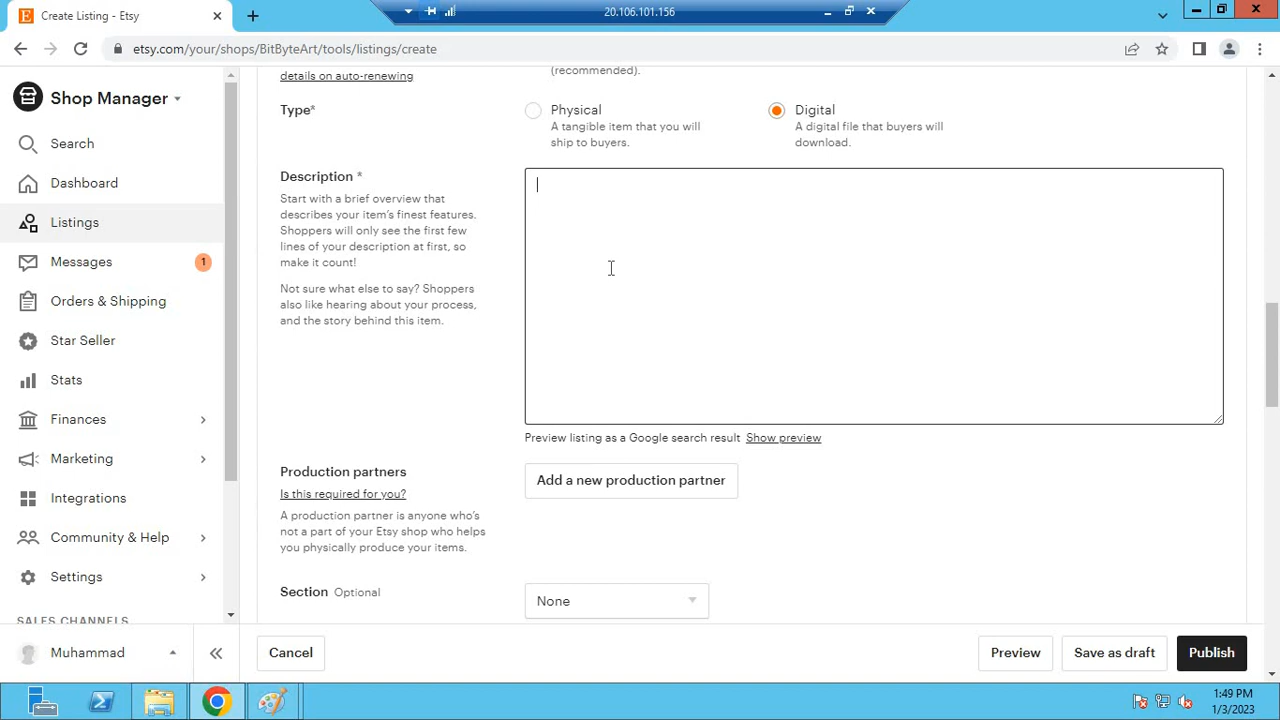 Create Listing - Etsy
20.106.101.156
etsy.com/your/shops/BitByteArt/tools/listings/create
Shop Manager
Search
Dashboard
Listings
Messages
1
Orders & Shipping
Star Seller
Stats
Finances
Marketing
Integrations
Community & Help
Settings
SALES CHANNELS
Muhammad
details on auto-renewing
(recommended).
Type*
Physical
A tangible item that you will
ship to buyers.
Digital
A digital file that buyers will
download.
Description *
Start with a brief overview that
describes your item's finest features.
Shoppers will only see the first few
lines of your description at first, so
make it count!
Not sure what else to say? Shoppers
also like hearing about your process,
and the story behind this item.
Preview listing as a Google search result Show preview
Production partners
Is this required for you?
A production partner is anyone who's
not a part of your Etsy shop who helps
you physically produce your items.
Add a new production partner
Section Optional
None
Cancel
Preview
Save as draft
Publish
1:49 PM
1/3/2023